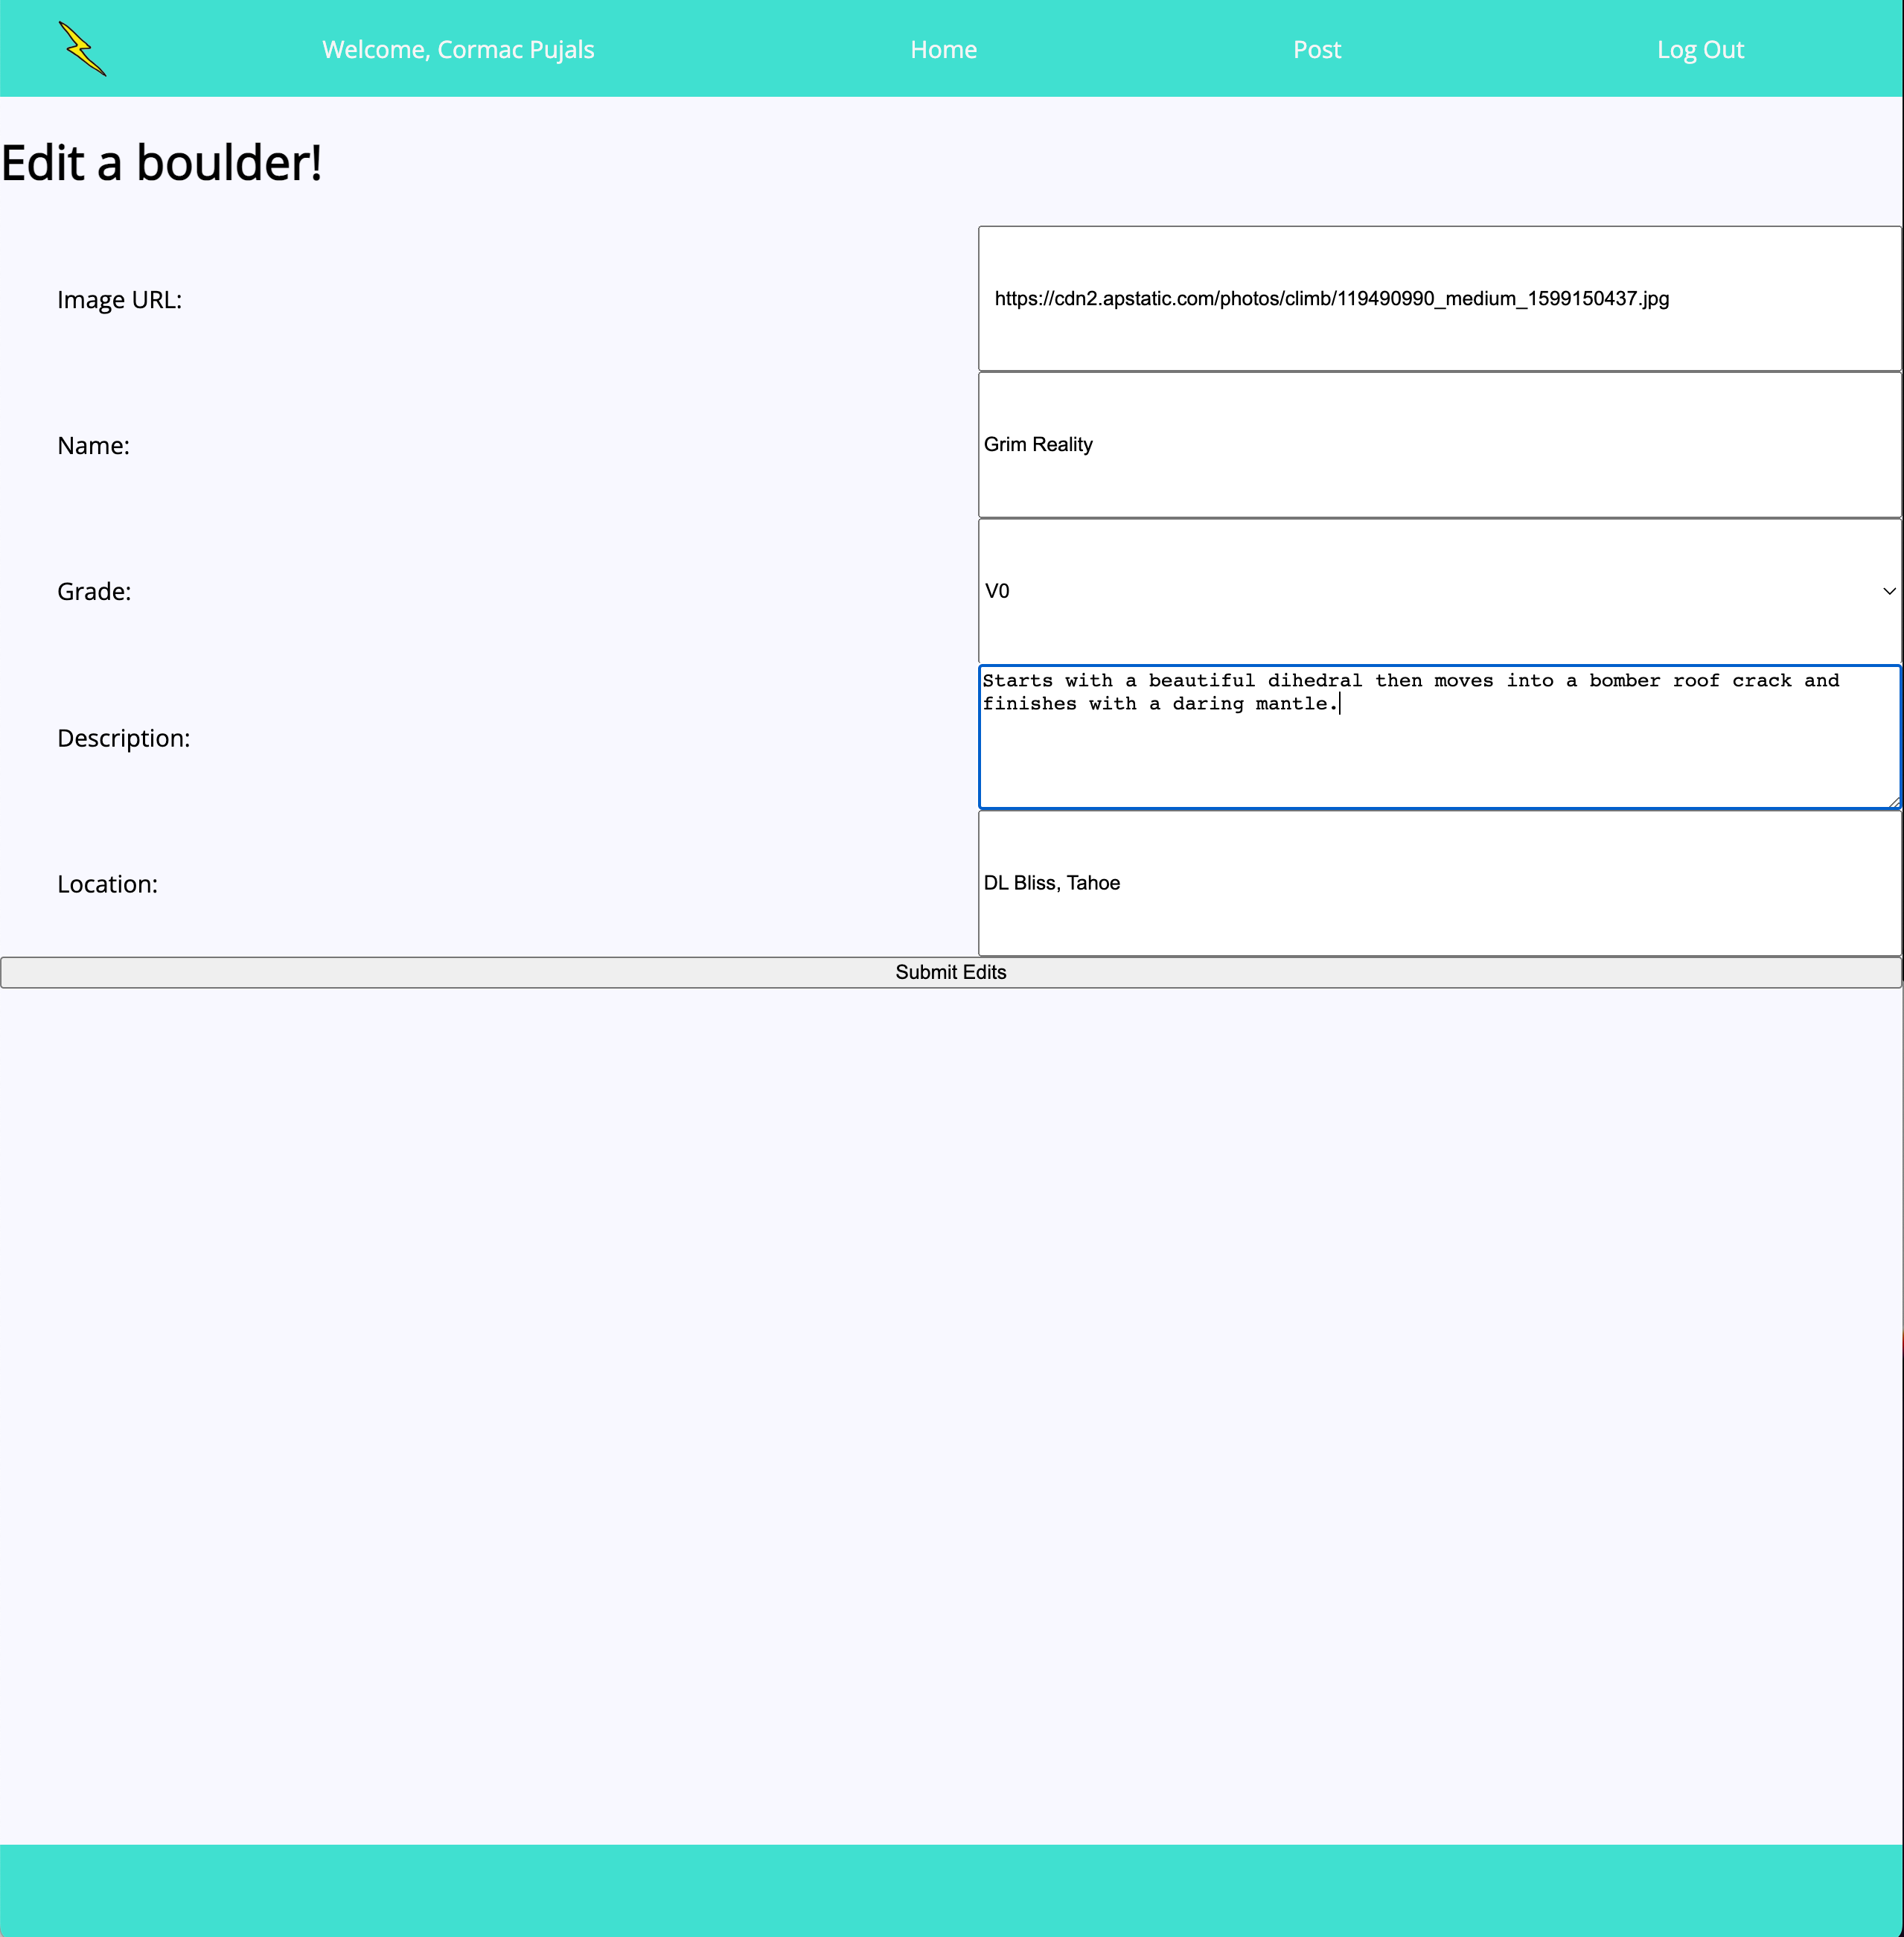 Welcome, Cormac Pujals Home Post Log Out
Edit a boulder!
Image URL: https://cdn2.apstatic.com/photos/climb/119490990_medium_1599150437.jpg
Name: Grim Reality
Grade: V0
Description: Starts with a beautiful dihedral then moves into a bomber roof crack and
finishes with a daring mantle.
Location: DL Bliss, Tahoe
Submit Edits